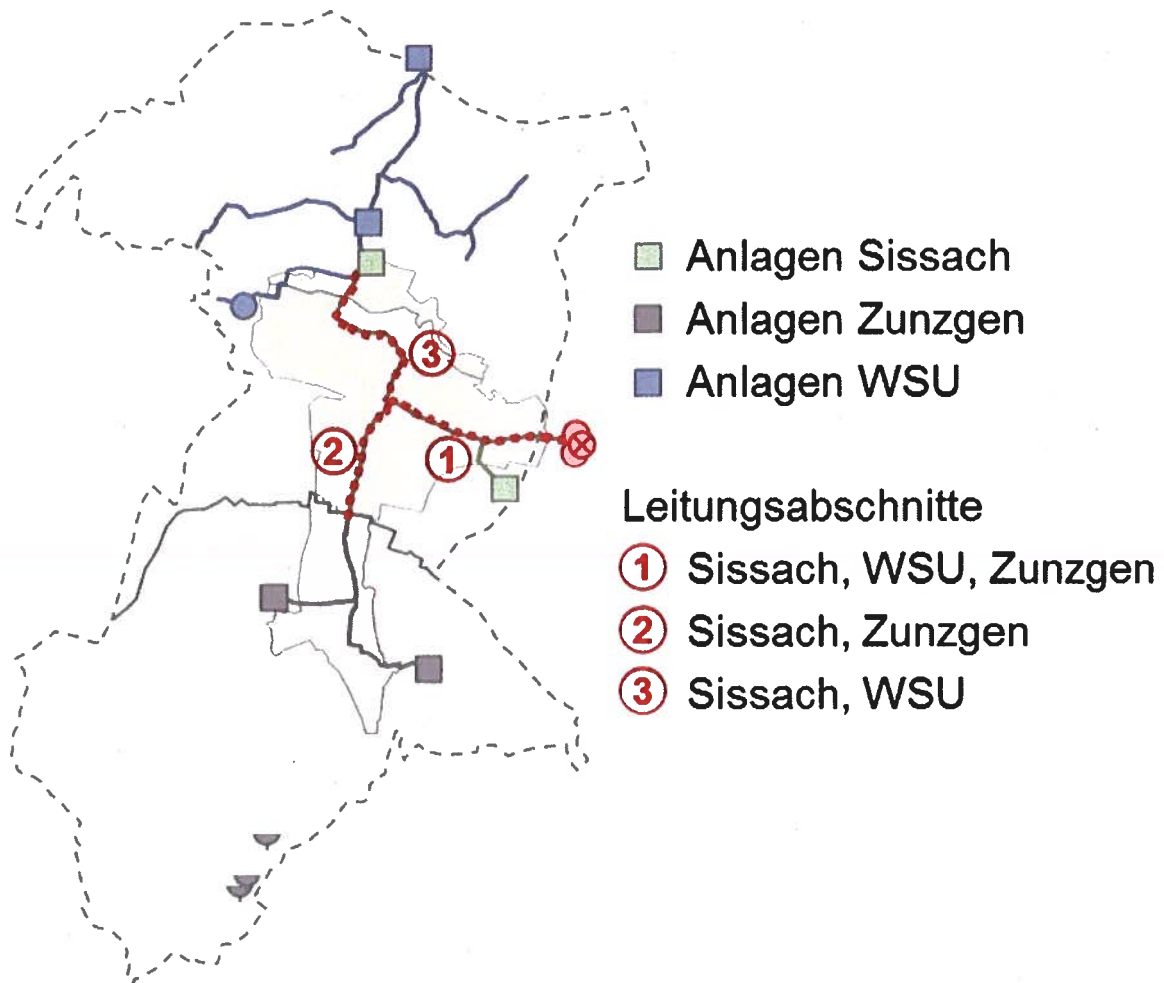 Anlagen Sissach
Anlagen Zunzgen
Anlagen WSU
3
2
1
Leitungsabschnitte
1 Sissach, WSU, Zunzgen
2 Sissach, Zunzgen
3 Sissach, WSU